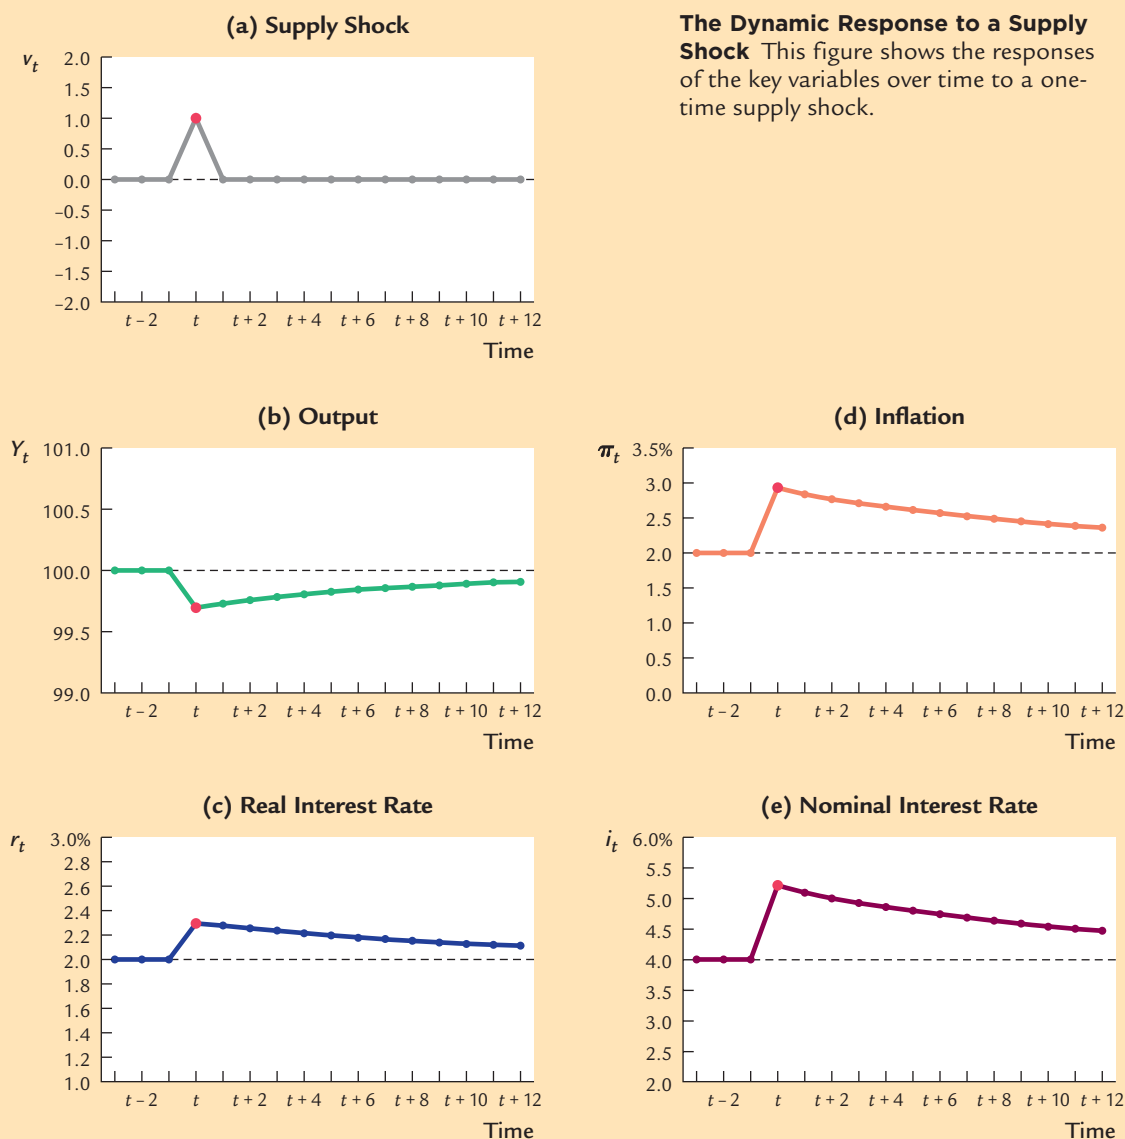 (a) Supply Shock
v_t
2.0
1.5
1.0
0.5
0.0
–0.5
–1.0
–1.5
–2.0
t – 2 t t + 2 t + 4 t + 6 t + 8 t + 10 t + 12
Time
The Dynamic Response to a Supply
Shock This figure shows the responses
of the key variables over time to a one-
time supply shock.
(b) Output
Y_t 101.0
100.5
100.0
99.5
99.0
t – 2 t t + 2 t + 4 t + 6 t + 8 t + 10 t + 12
Time
(d) Inflation
π_t 3.5%
3.0
2.5
2.0
1.5
1.0
0.5
0.0
t – 2 t t + 2 t + 4 t + 6 t + 8 t + 10 t + 12
Time
(c) Real Interest Rate
r_t 3.0%
2.8
2.6
2.4
2.2
2.0
1.8
1.6
1.4
1.2
1.0
t – 2 t t + 2 t + 4 t + 6 t + 8 t + 10 t + 12
Time
(e) Nominal Interest Rate
i_t 6.0%
5.5
5.0
4.5
4.0
3.5
3.0
2.5
2.0
t – 2 t t + 2 t + 4 t + 6 t + 8 t + 10 t + 12
Time